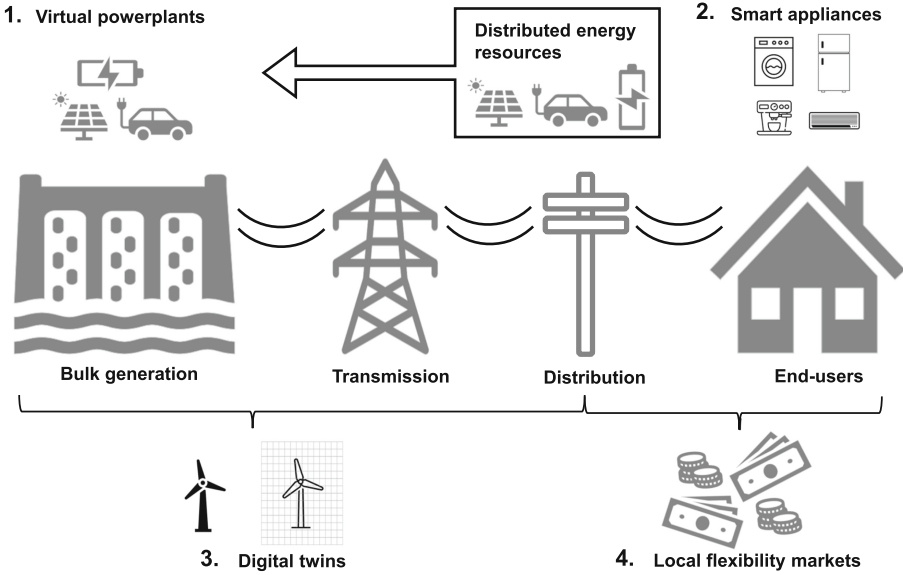 1. Virtual powerplants
Distributed energy
resources
2. Smart appliances
Bulk generation
Transmission
Distribution
End-users
3. Digital twins
4. Local flexibility markets